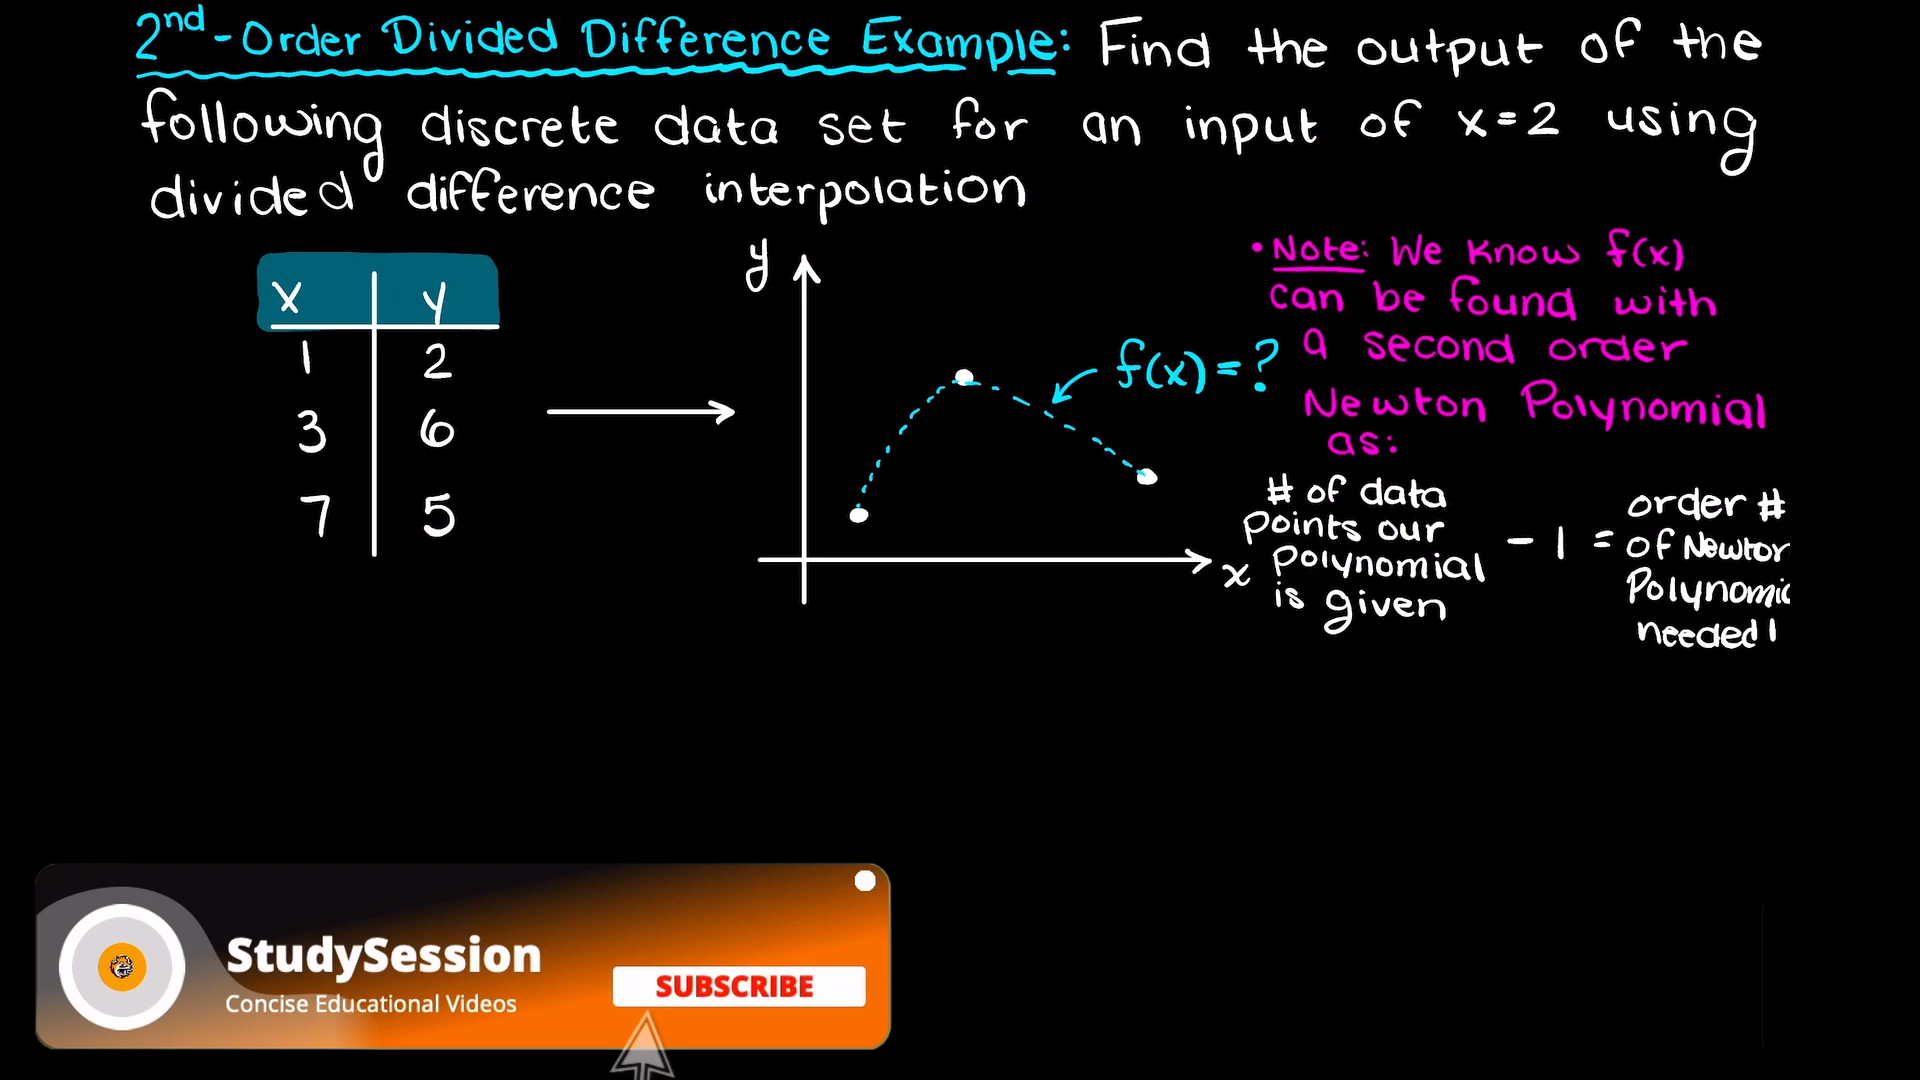 2nd-Order Divided Difference Example: Find the output of the
following discrete data set for an input of x=2 using
divided difference interpolation
x y
1 2
3 6
7 5
y
x
f(x)=?
• Note: We know f(x)
can be found with
a second order
Newton Polynomial
as:
# of data
points our
polynomial
is given
- 1 =
order #
of Newton
Polynomic
needed!
StudySession
Concise Educational Videos
SUBSCRIBE